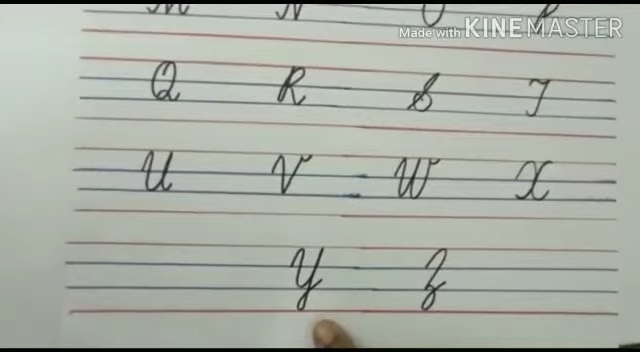 M N O P
Made with KINEMASTER
Q R S T
U V W X
Y Z